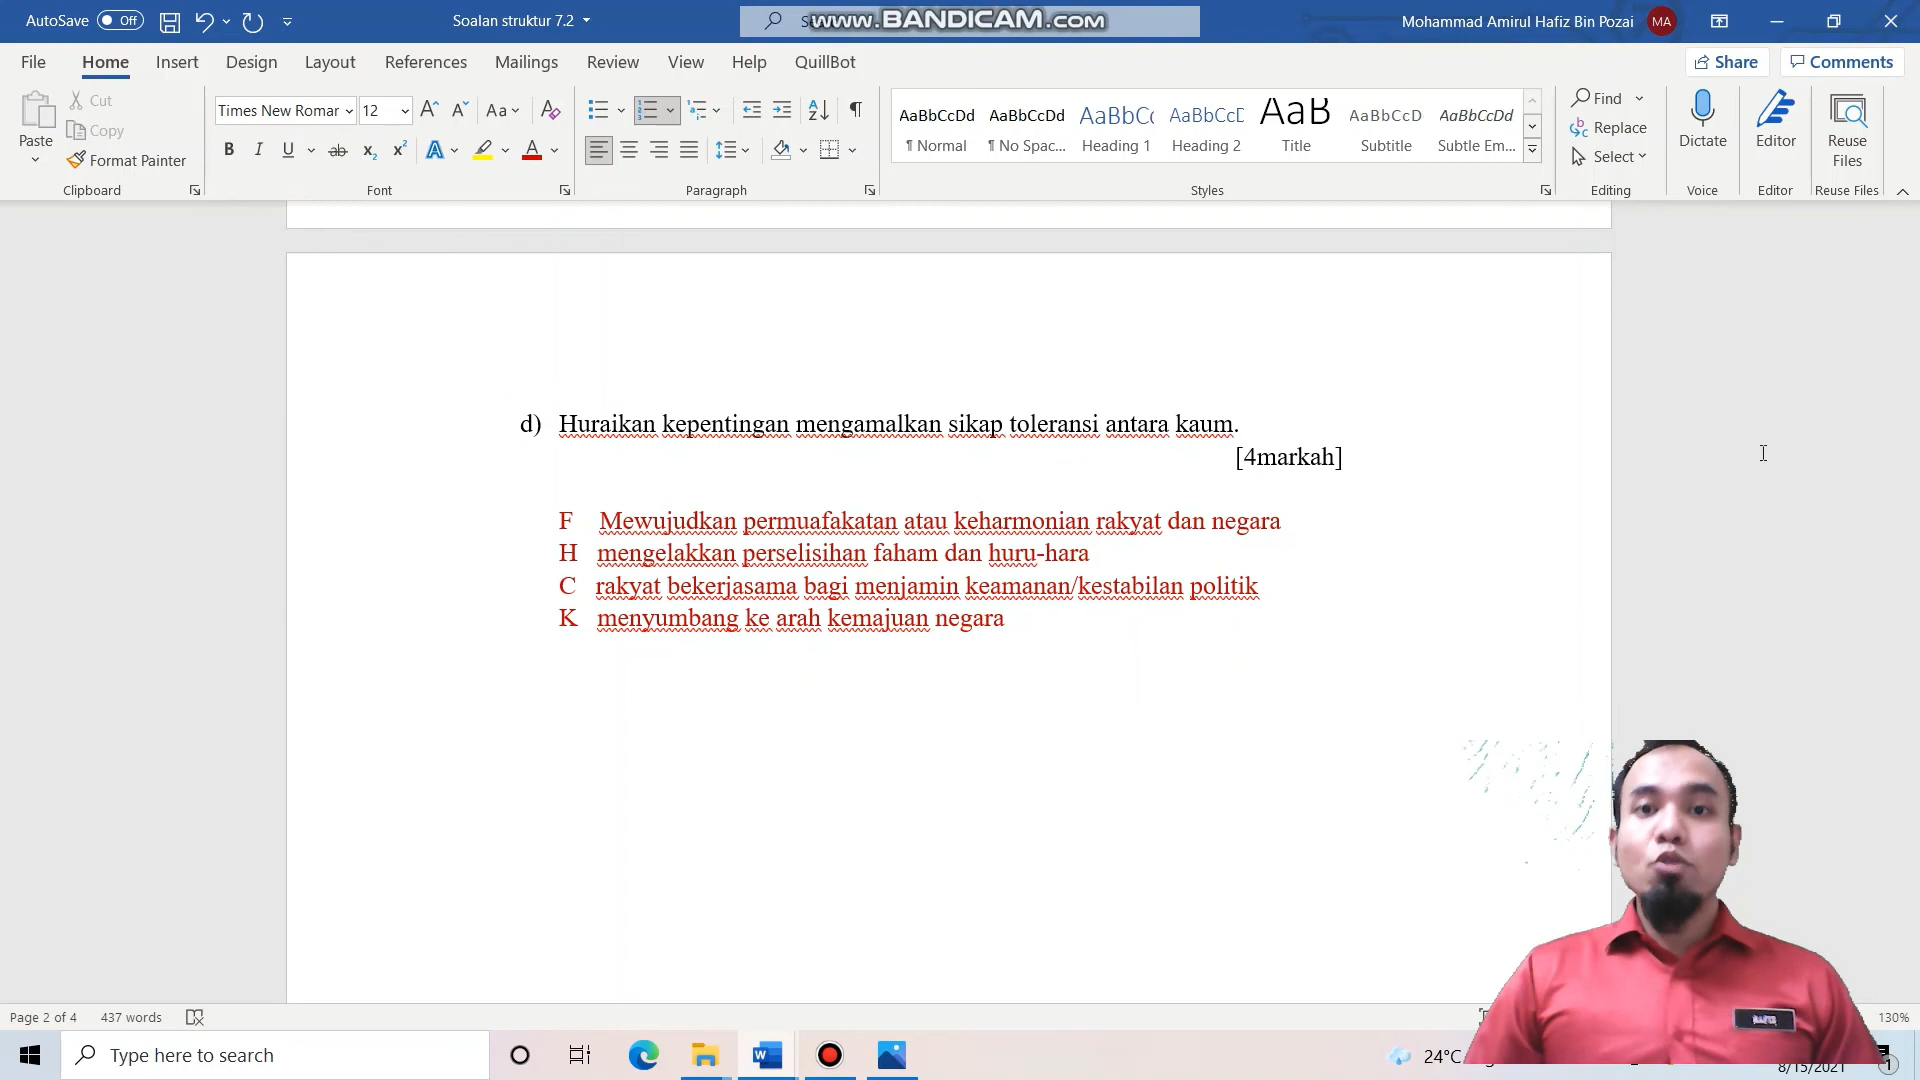 AutoSave Off
Soalan struktur 7.2
www.BANDICAM.com
Mohammad Amirul Hafiz Bin Pozai MA
File Home Insert Design Layout References Mailings Review View Help QuillBot
Share Comments
Paste
Cut
Copy
Format Painter
Clipboard
Times New Romar 12
Font
Paragraph
AaBbCcDd AaBbCcDd AaBbCc AaBbCcD AaB AaBbCcD AaBbCcDd
¶ Normal ¶ No Spac... Heading 1 Heading 2 Title Subtitle Subtle Em...
Styles
Find
Replace
Select
Editing
Dictate
Voice
Editor
Editor
Reuse
Files
Reuse Files
d) Huraikan kepentingan mengamalkan sikap toleransi antara kaum.
[4markah]
F Mewujudkan permuafakatan atau keharmonian rakyat dan negara
H mengelakkan perselisihan faham dan huru-hara
C rakyat bekerjasama bagi menjamin keamanan/kestabilan politik
K menyumbang ke arah kemajuan negara
Page 2 of 4 437 words
130%
Type here to search
24°C
8/15/2021
1